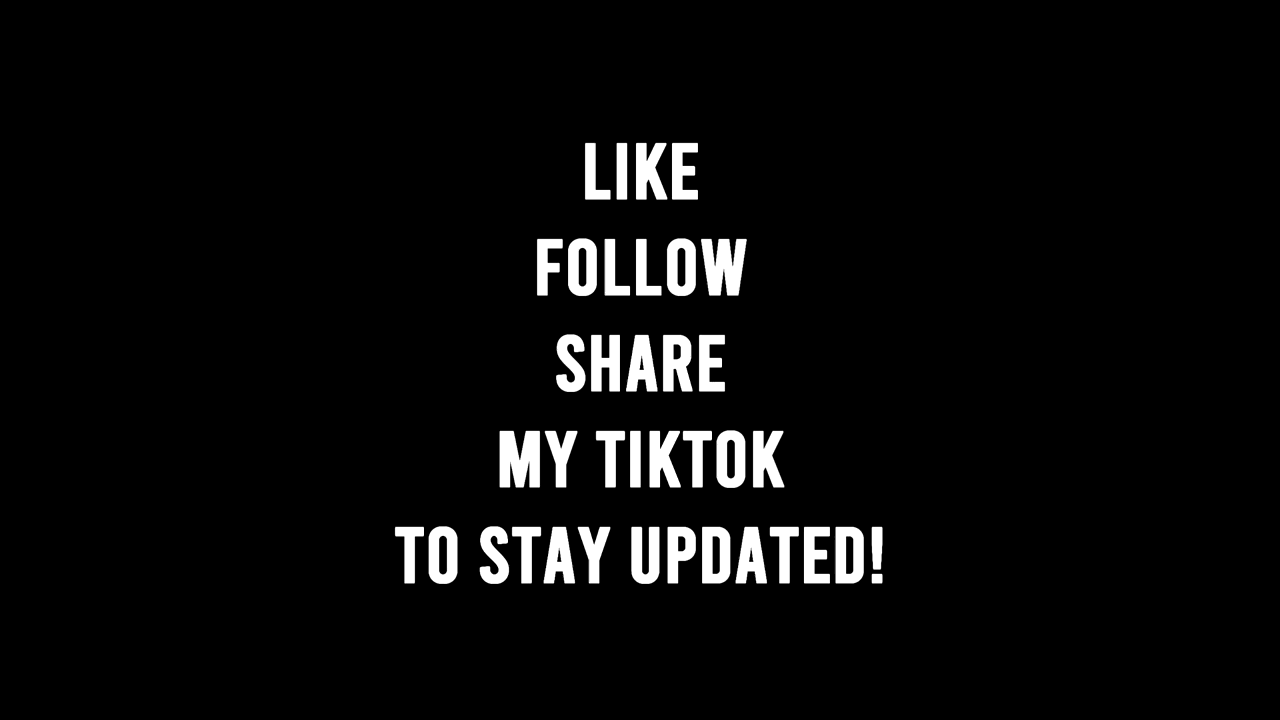 LIKE
FOLLOW
SHARE
MY TIKTOK
TO STAY UPDATED!